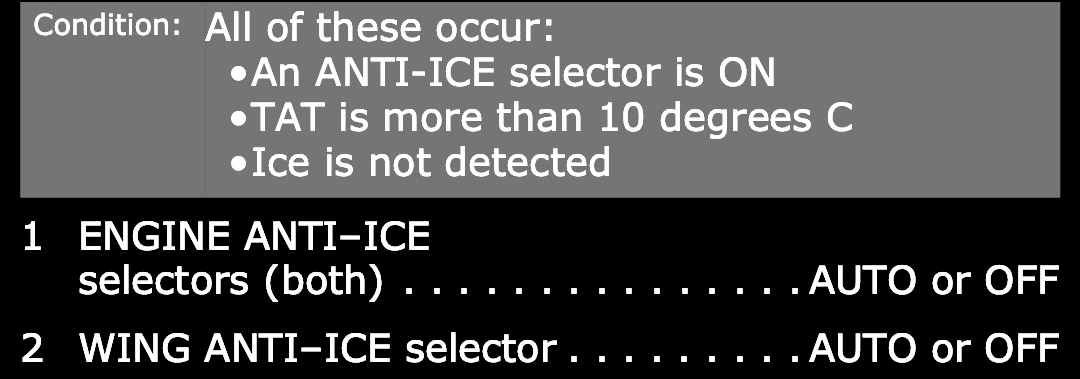 Condition: All of these occur:
•An ANTI-ICE selector is ON
•TAT is more than 10 degrees C
•Ice is not detected
1 ENGINE ANTI–ICE
selectors (both) . . . . . . . . . . . . . . . AUTO or OFF
2 WING ANTI–ICE selector . . . . . . . . . AUTO or OFF